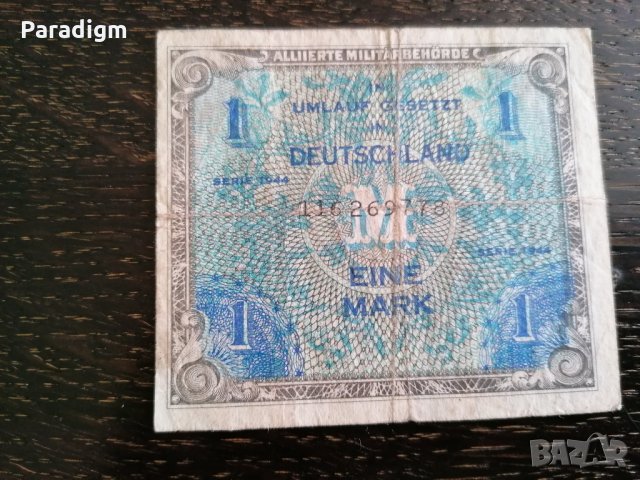 Paradigm
ALLIIERTE MILITÄRBEHÖRDE
1 1
IN
UMLAUF GESETZT
IN
DEUTSCHLAND
SERIE 1944
M
116269778
SERIE 1944
EINE
MARK
1 1
BAZAR